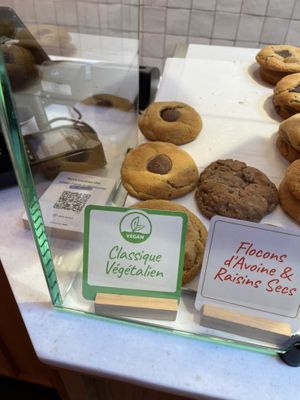 VEGAN
Classique
Végétalien
Flocons
d'Avoine &
Raisins Secs